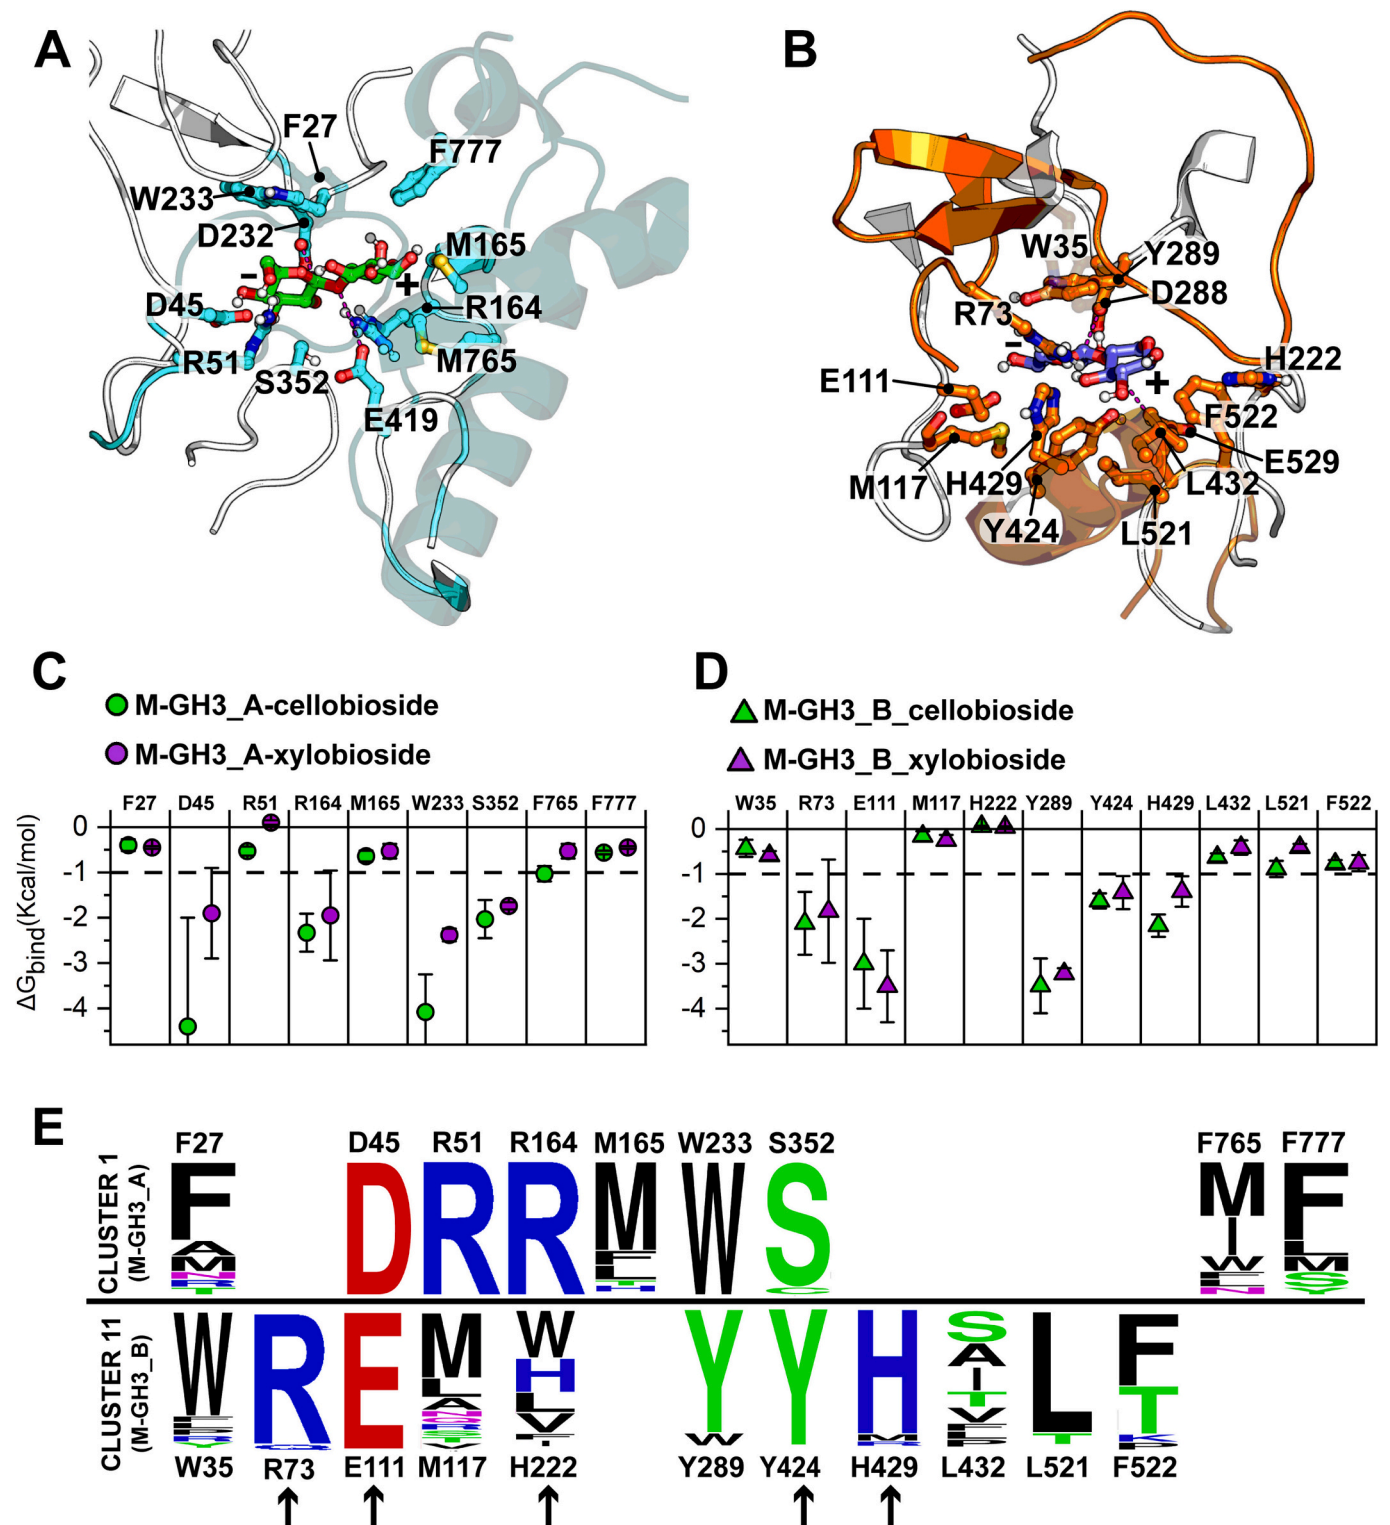 A
F27
F777
W233
D232
M165
−
+
D45
R164
R51
S352
M765
E419
B
W35
Y289
D288
R73
−
H222
E111
+
F522
E529
M117
H429
L432
Y424
L521
C
M-GH3_A-cellobioside
M-GH3_A-xylobioside
F27 D45 R51 R164 M165 W233 S352 F765 F777
0
-1
-2
-3
-4
ΔGbind(Kcal/mol)
D
M-GH3_B_cellobioside
M-GH3_B_xylobioside
W35 R73 E111 M117 H222 Y289 Y424 H429 L432 L521 F522
0
-1
-2
-3
-4
E
CLUSTER 1
(M-GH3_A)
F27 D45 R51 R164 M165 W233 S352 F765 F777
F D R R M W S M F
CLUSTER 11
(M-GH3_B)
W R E M W Y Y H S L F
W35 R73 E111 M117 H222 Y289 Y424 H429 L432 L521 F522